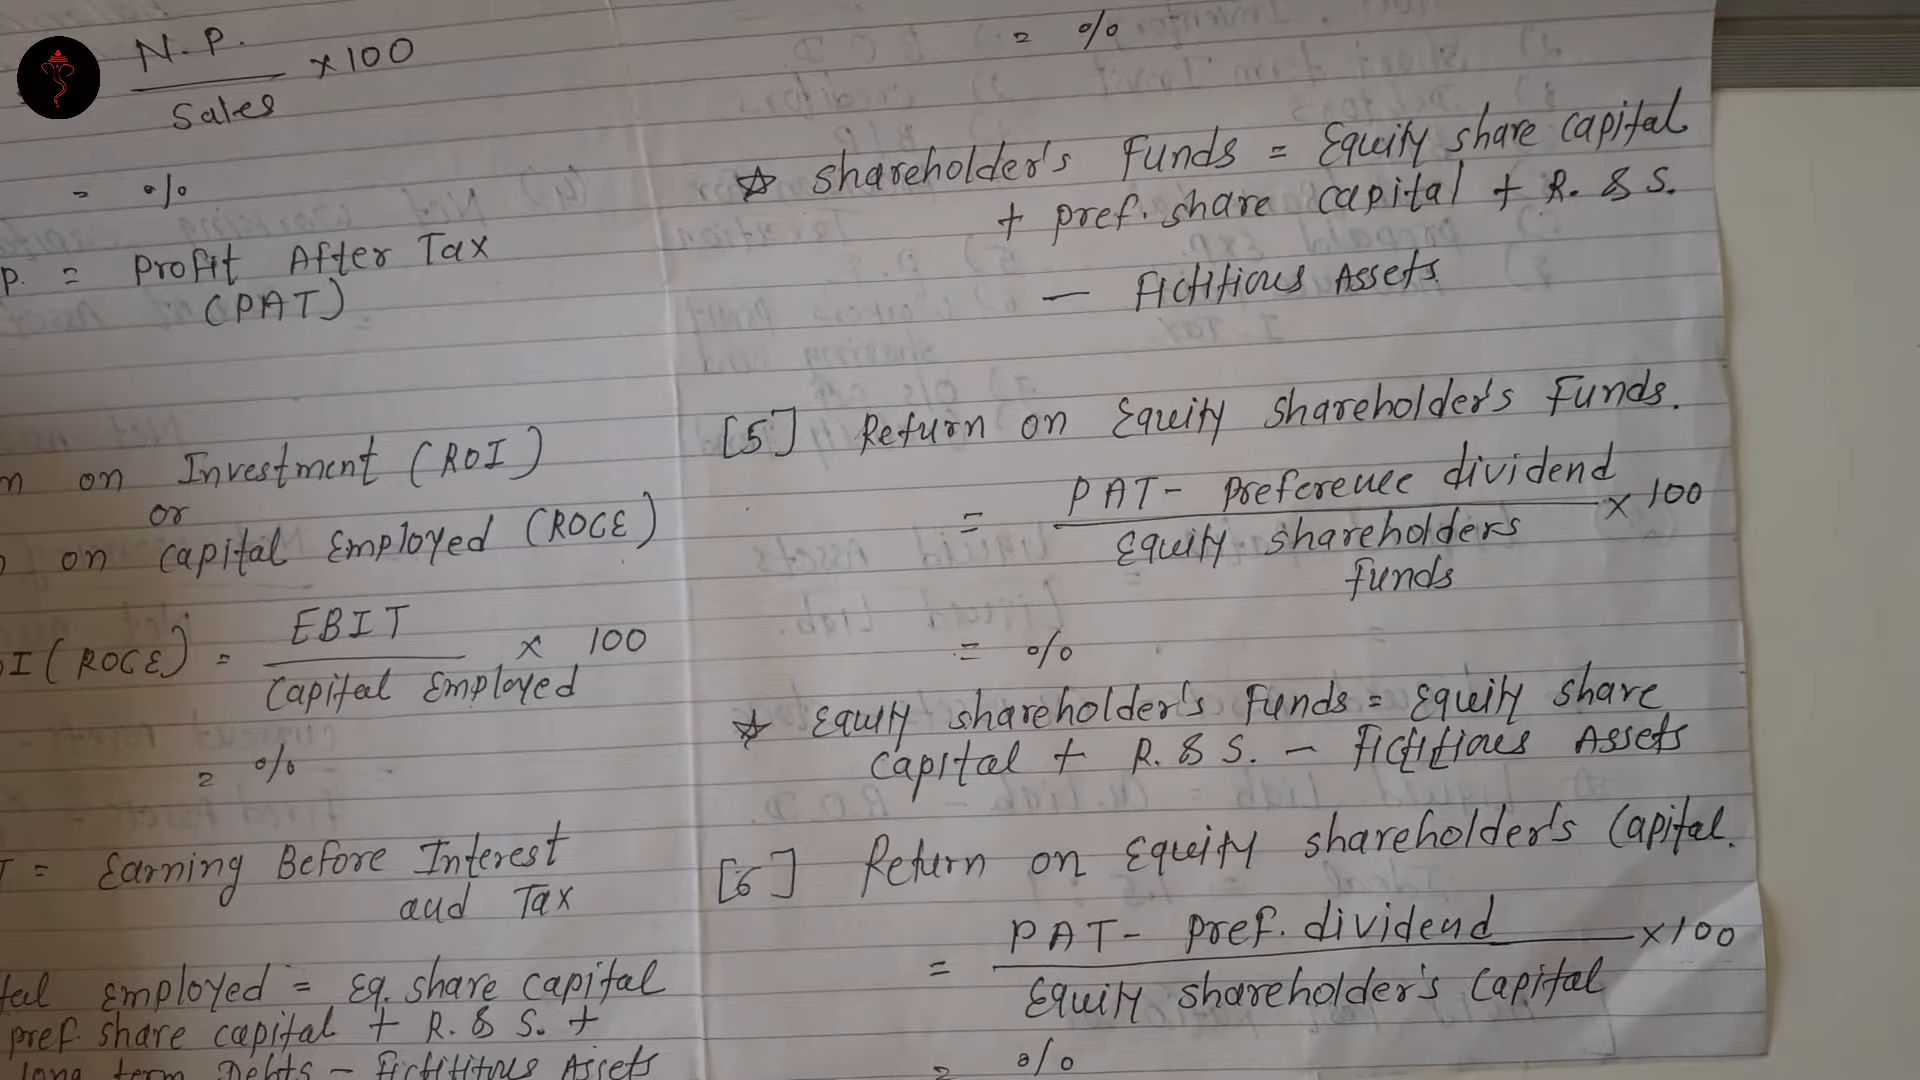 N.P.
Sales
×100
= %
P. = Profit After Tax
(PAT)
n on Investment (ROI)
or
on Capital Employed (ROCE)
I (ROCE) = EBIT
Capital Employed
× 100
= %
= Earning Before Interest
and Tax
tal Employed = Eq. share capital
pref. share capital + R. & S. +
long term Debts - Fictititous Assets
= %
☆ Shareholder's Funds = Equity share capital
+ pref. share capital + R. & S.
— Fictitious Assets.
[5] Return on Equity shareholder's Funds.
= PAT - Preference dividend
Equity shareholders
funds
× 100
= %
☆ Equity shareholder's Funds = Equity share
capital + R. & S. - Fictitious Assets
[6] Return on Equity shareholder's Capital.
= PAT - Pref. dividend
Equity shareholder's Capital
×100
= %